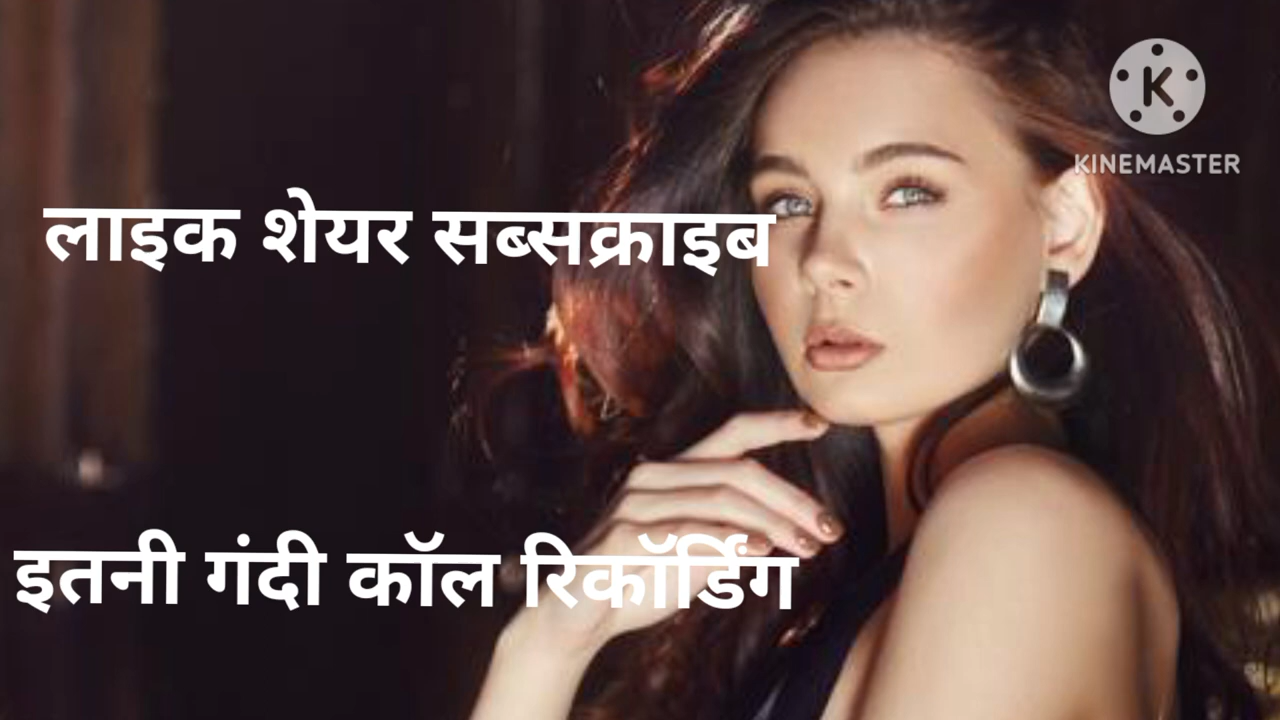 K
KINEMASTER
लाइक शेयर सब्सक्राइब
इतनी गंदी कॉल रिकॉर्डिंग